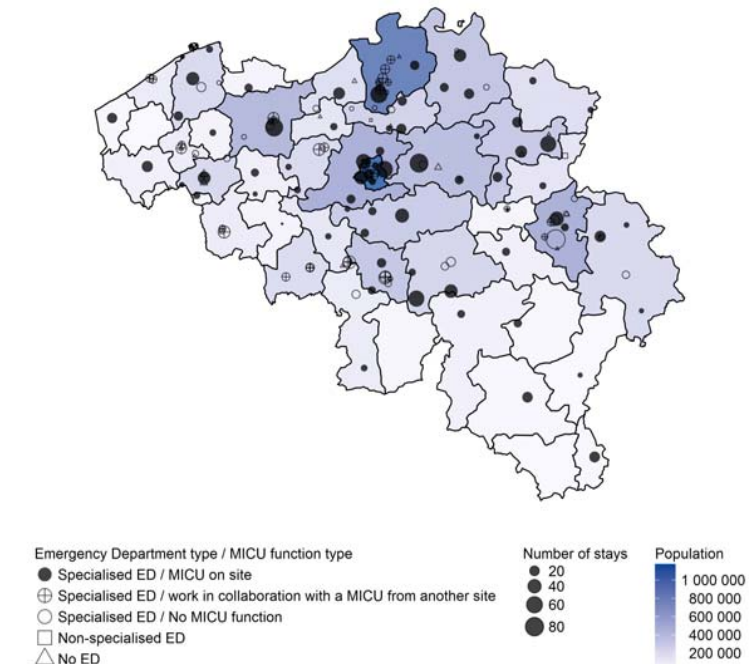 Emergency Department type / MICU function type
Specialised ED / MICU on site
Specialised ED / work in collaboration with a MICU from another site
Specialised ED / No MICU function
Non-specialised ED
No ED
Number of stays
20
40
60
80
Population
1 000 000
800 000
600 000
400 000
200 000